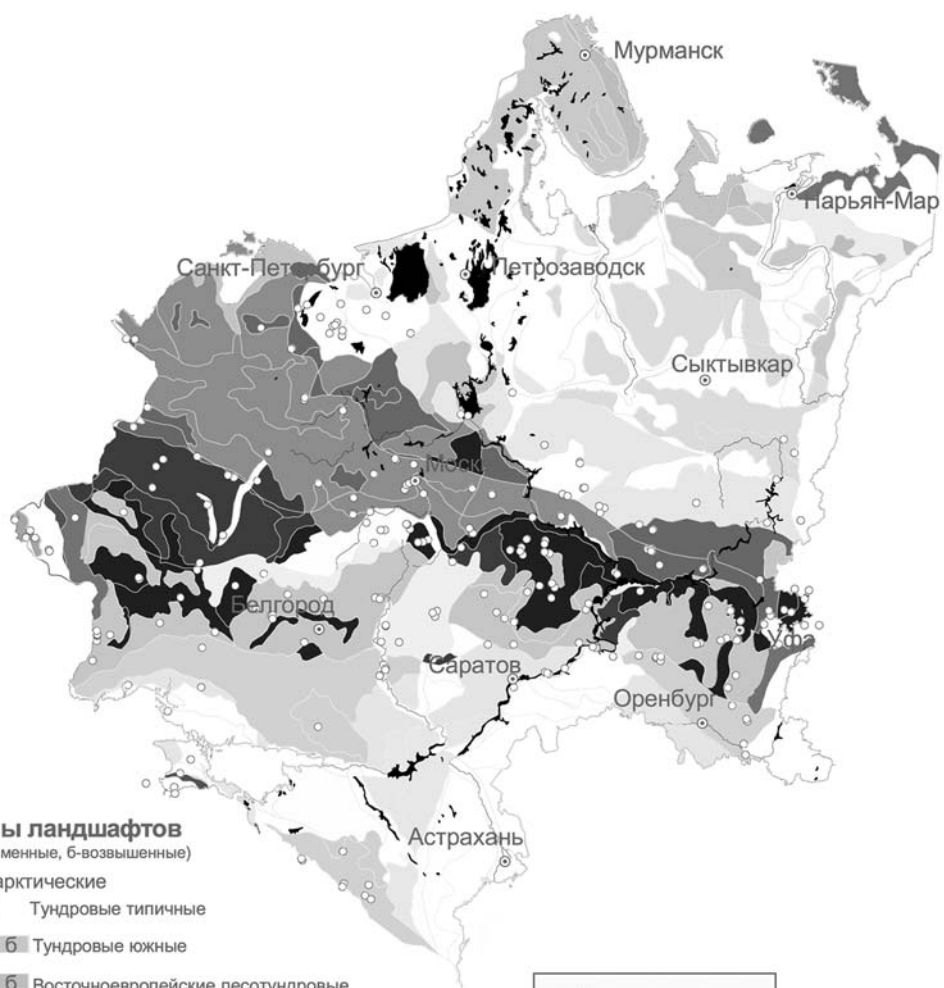 Мурманск
Нарьян-Мар
Санкт-Петербург
Петрозаводск
Сыктывкар
Белгород
Уфа
Саратов
Оренбург
Астрахань
ы ландшафтов
менные, б-возвышенные)
арктические
Тундровые типичные
б Тундровые южные
б Восточноевропейские лесотундровые